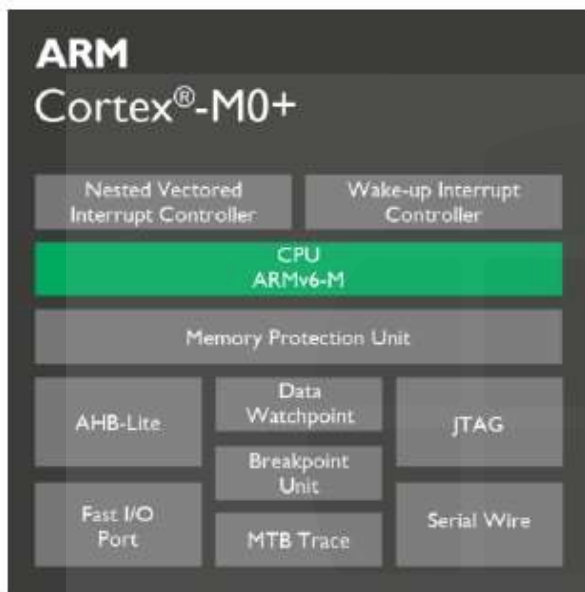 ARM
Cortex®-M0+
Nested Vectored
Interrupt Controller
Wake-up Interrupt
Controller
CPU
ARMv6-M
Memory Protection Unit
AHB-Lite
Data
Watchpoint
JTAG
Breakpoint
Unit
Fast I/O
Port
MTB Trace
Serial Wire